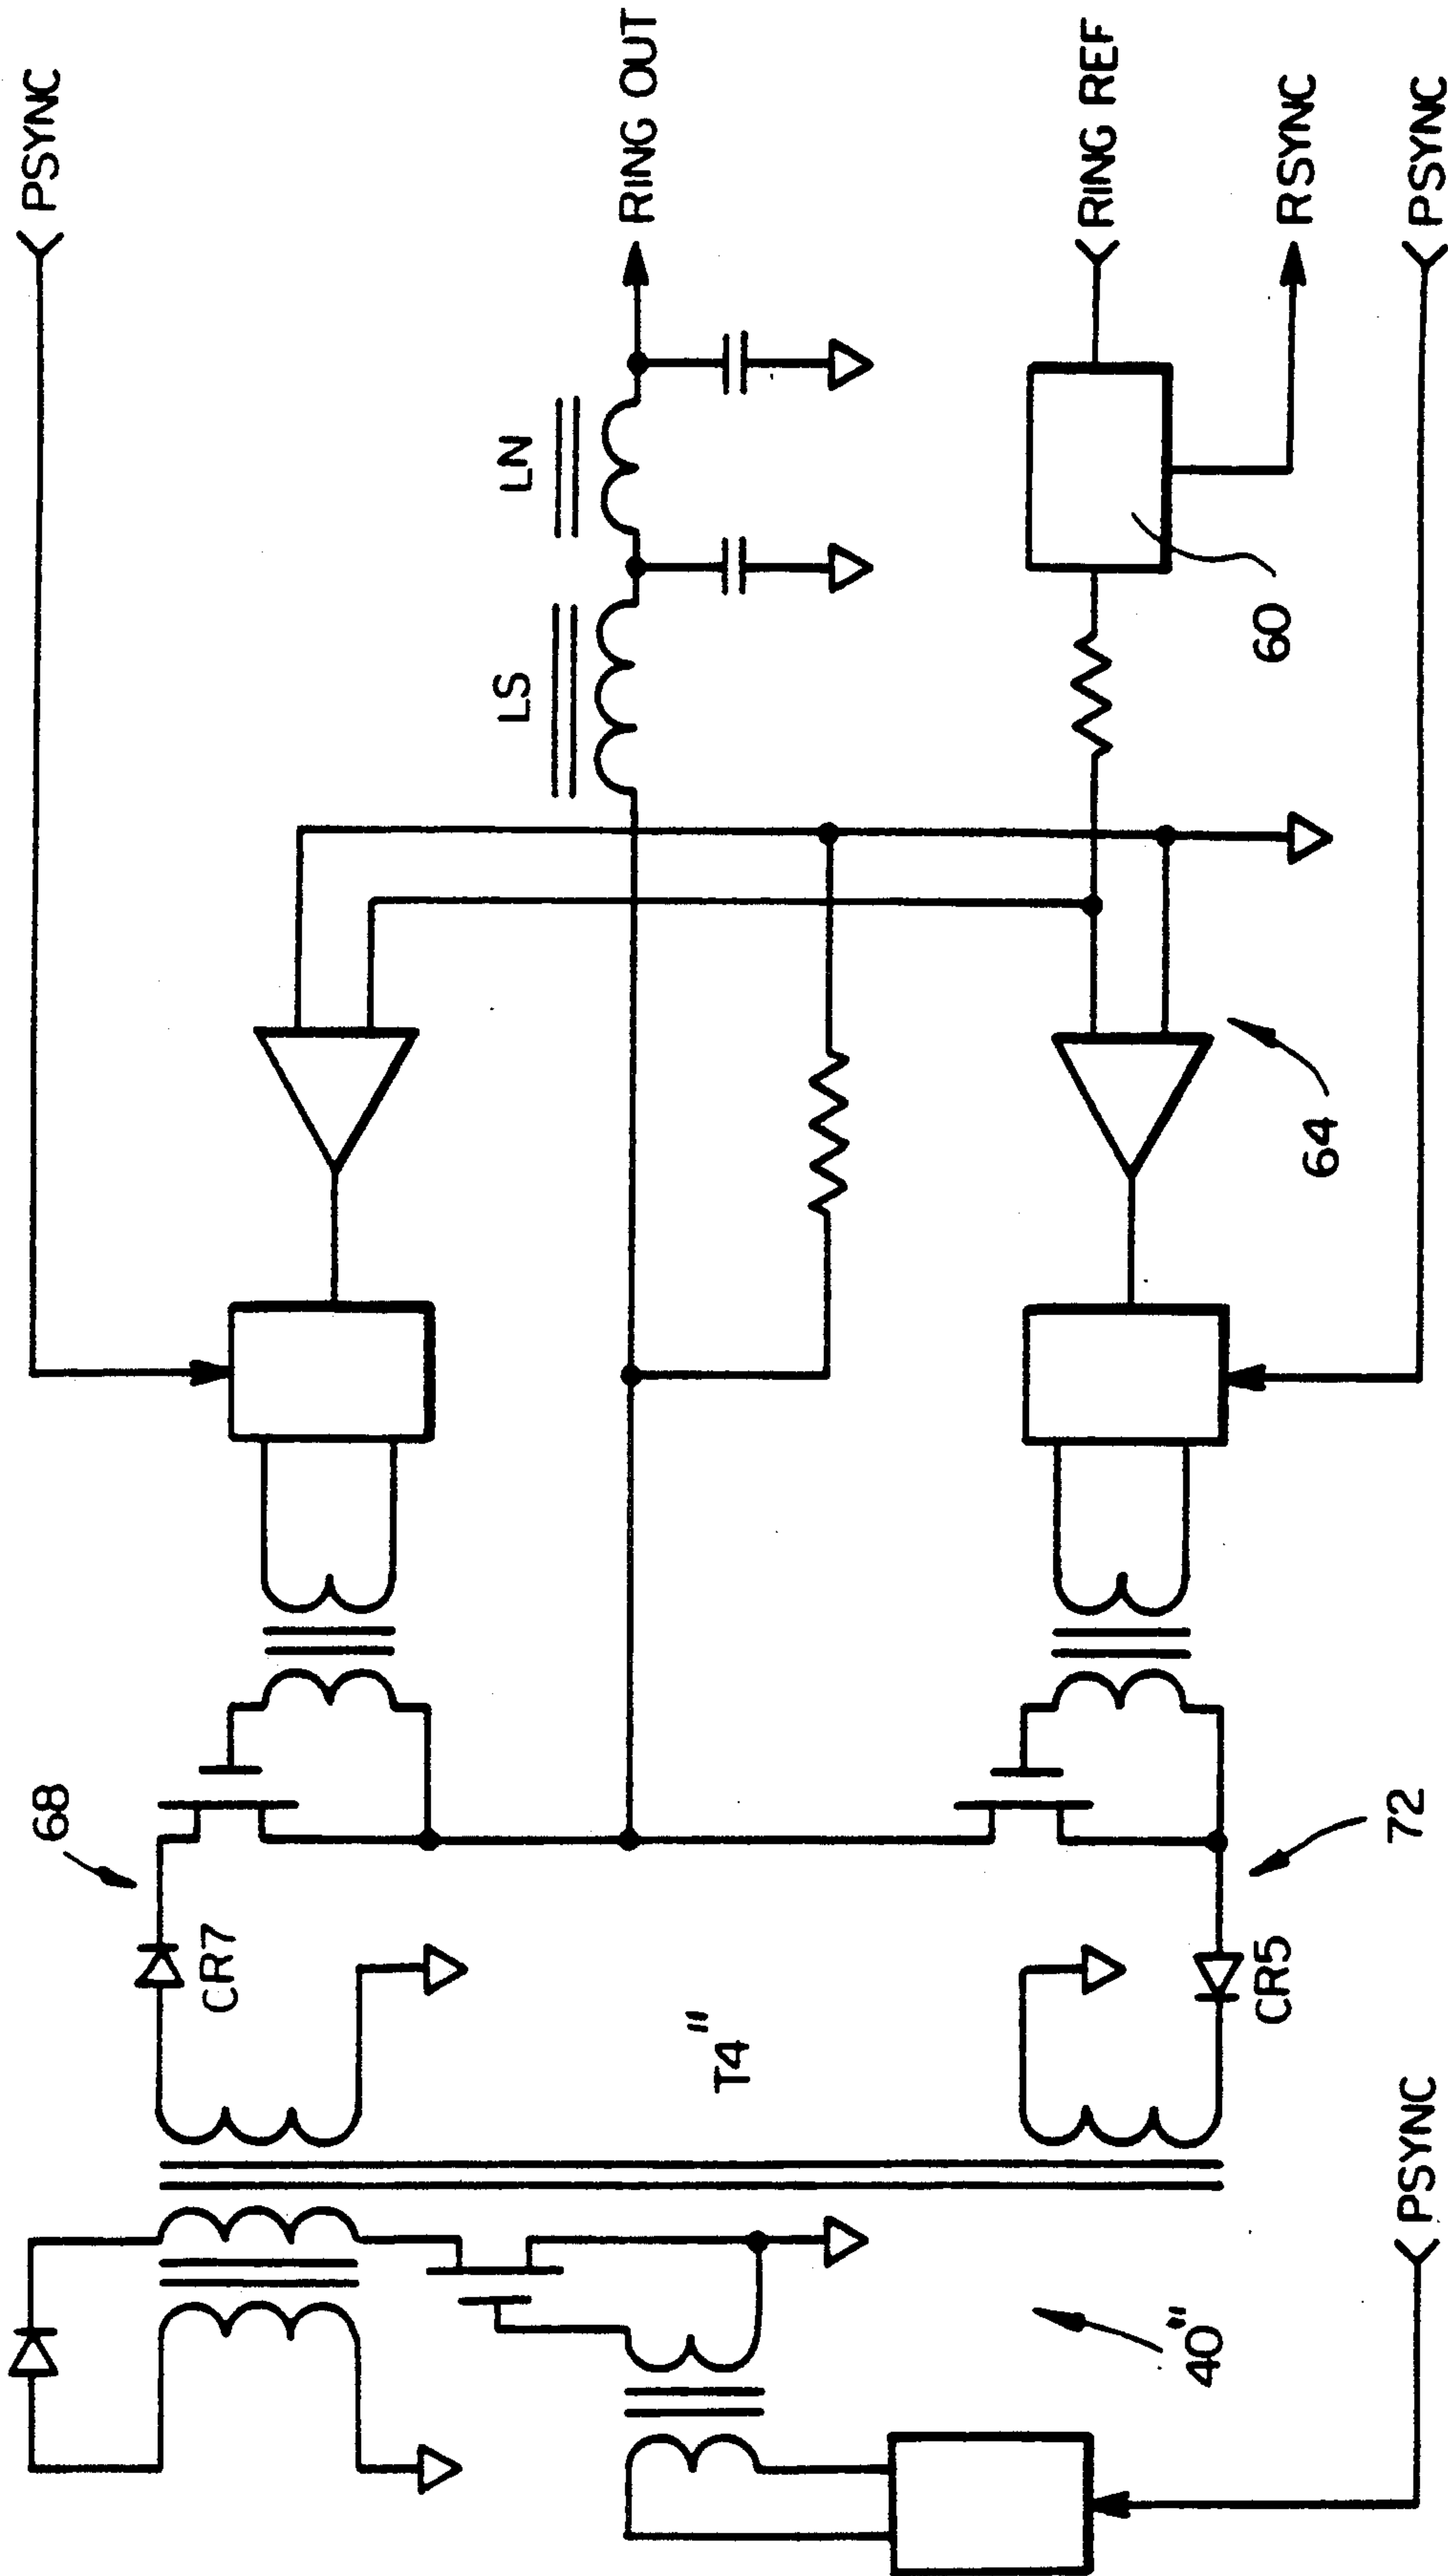 PSYNC
RING OUT
RING REF
RSYNC
PSYNC
LN
LS
60
64
68
CR7
72
CR5
T4"
40"
PSYNC